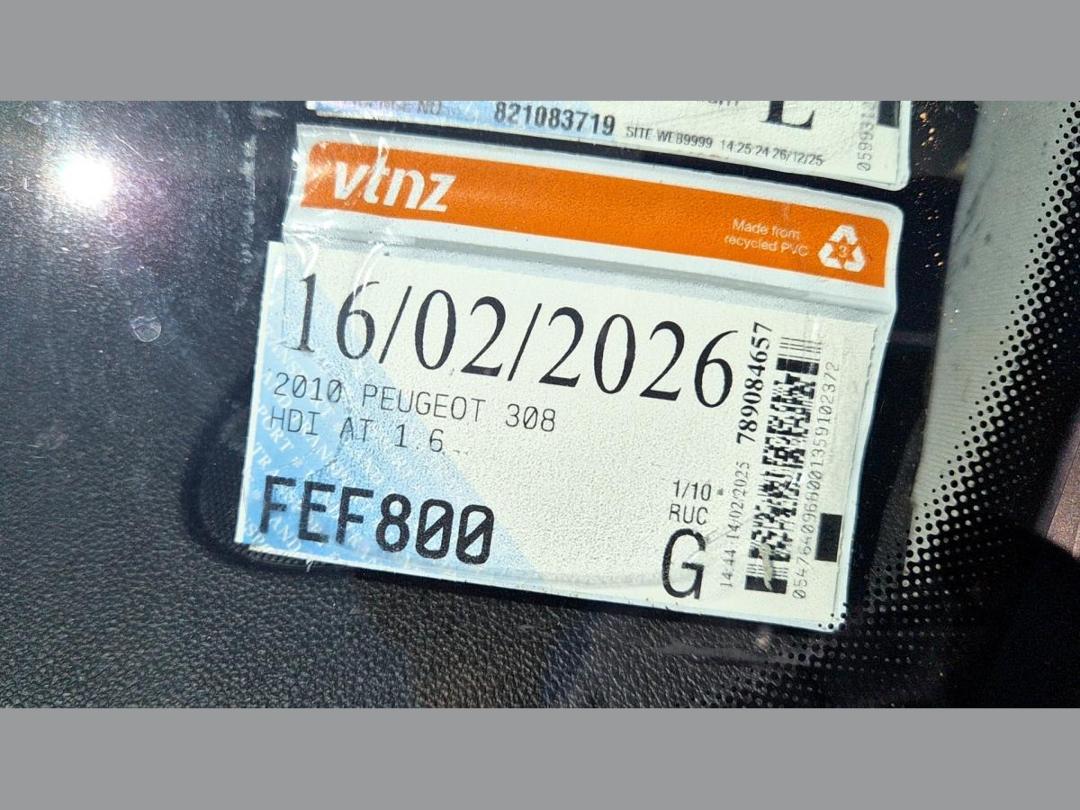 821083719
SITE WE89999 14:25:24 26/12/25
vtnz
Made from
recycled PVC
3
16/02/2026
2010 PEUGEOT 308
HDI AT 1.6
FEF800
1/10
RUC
G
14:44 14/02/2025
789084657